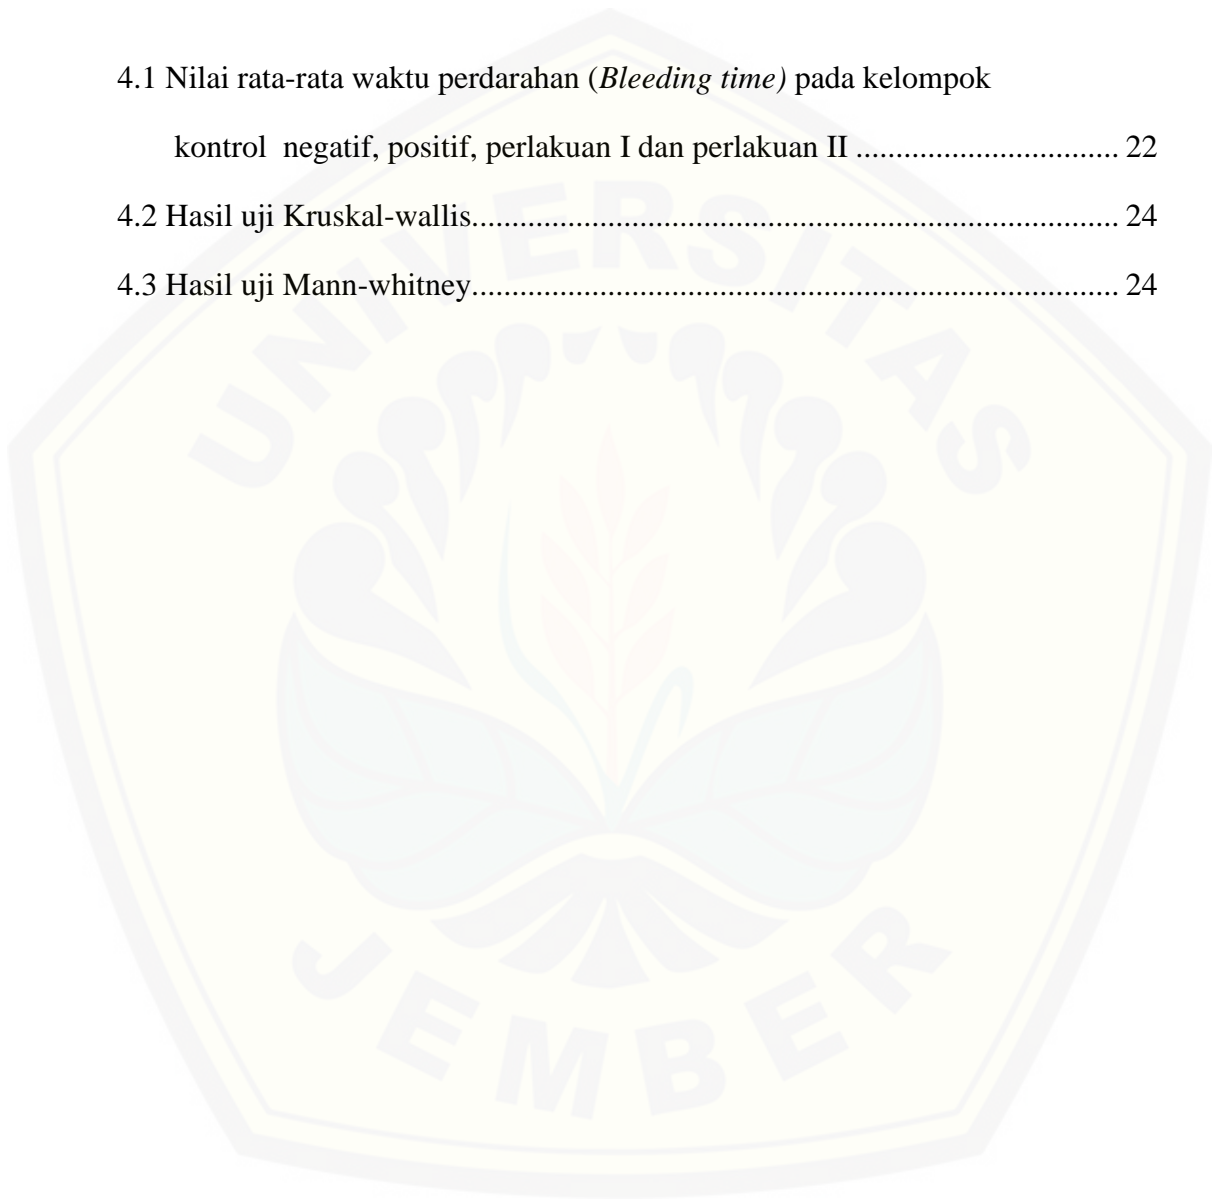 4.1 Nilai rata-rata waktu perdarahan (Bleeding time) pada kelompok
kontrol negatif, positif, perlakuan I dan perlakuan II ................................. 22
4.2 Hasil uji Kruskal-wallis................................................................................. 24
4.3 Hasil uji Mann-whitney................................................................................. 24
UNIVERSITAS
JEMBER